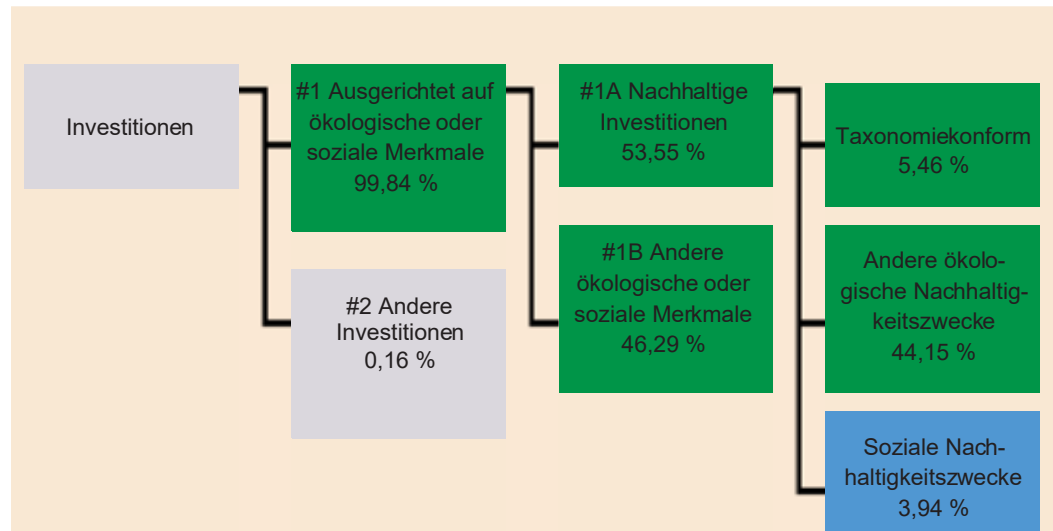 Investitionen
#1 Ausgerichtet auf
ökologische oder
soziale Merkmale
99,84 %
#2 Andere
Investitionen
0,16 %
#1A Nachhaltige
Investitionen
53,55 %
#1B Andere
ökologische oder
soziale Merkmale
46,29 %
Taxonomiekonform
5,46 %
Andere ökolo-
gische Nachhaltig-
keitszwecke
44,15 %
Soziale Nach-
haltigkeitszwecke
3,94 %